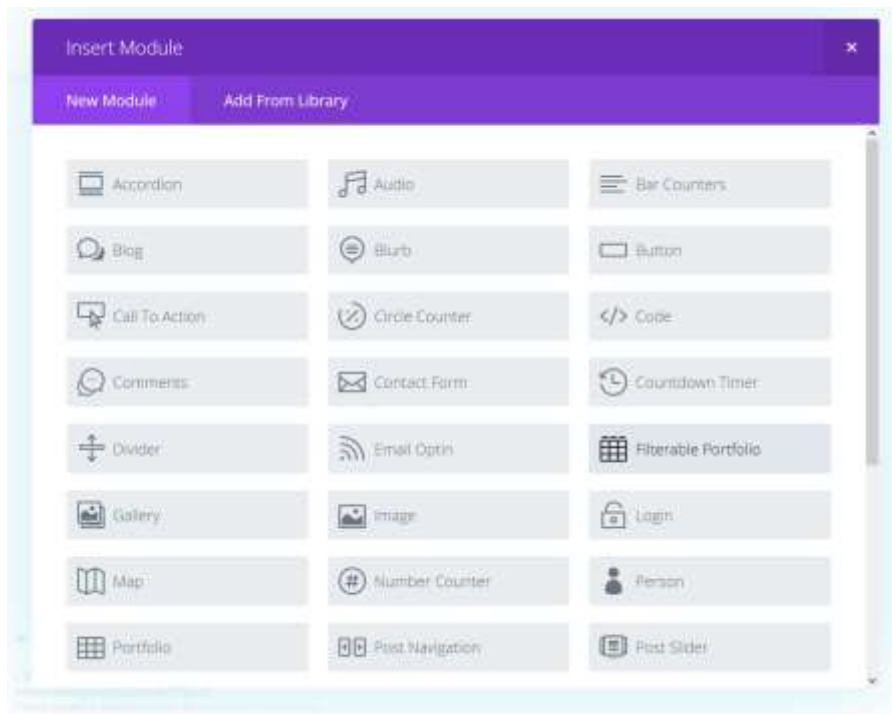 Insert Module
New Module Add From Library
Accordion Audio Bar Counters
Blog Blurb Button
Call To Action Circle Counter Code
Comments Contact Form Countdown Timer
Divider Email Optin Filterable Portfolio
Gallery Image Login
Map Number Counter Person
Portfolio Post Navigation Post Slider